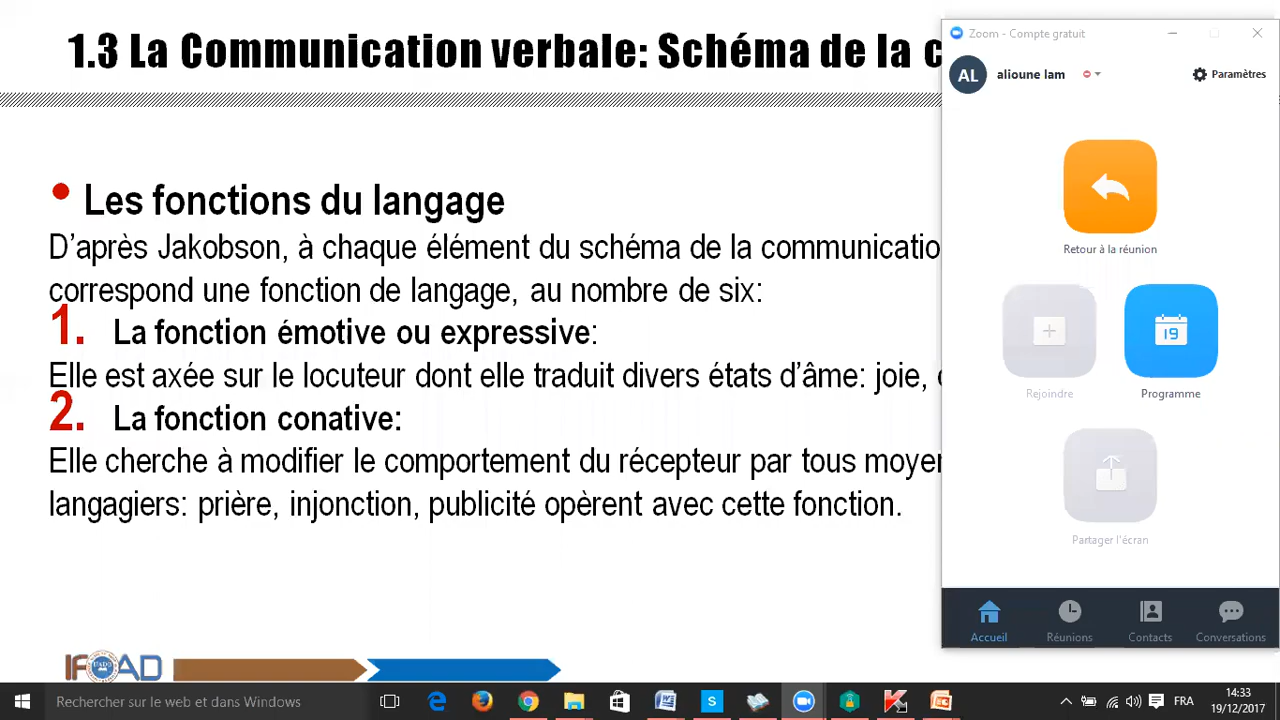 1.3 La Communication verbale: Schéma de la
Les fonctions du langage
D’après Jakobson, à chaque élément du schéma de la
correspond une fonction de langage, au nombre de six:
1. La fonction émotive ou expressive:
Elle est axée sur le locuteur dont elle traduit divers états d’âme: joie,
2. La fonction conative:
Elle cherche à modifier le comportement du récepteur par tous
langagiers: prière, injonction, publicité opèrent avec cette fonction.
IFOAD
Zoom - Compte gratuit
AL alioune lam
Paramètres
Retour à la réunion
19
Rejoindre
Programme
Partager l'écran
Accueil
Réunions
Contacts
Conversations
Rechercher sur le web et dans Windows
FRA
14:33
19/12/2017